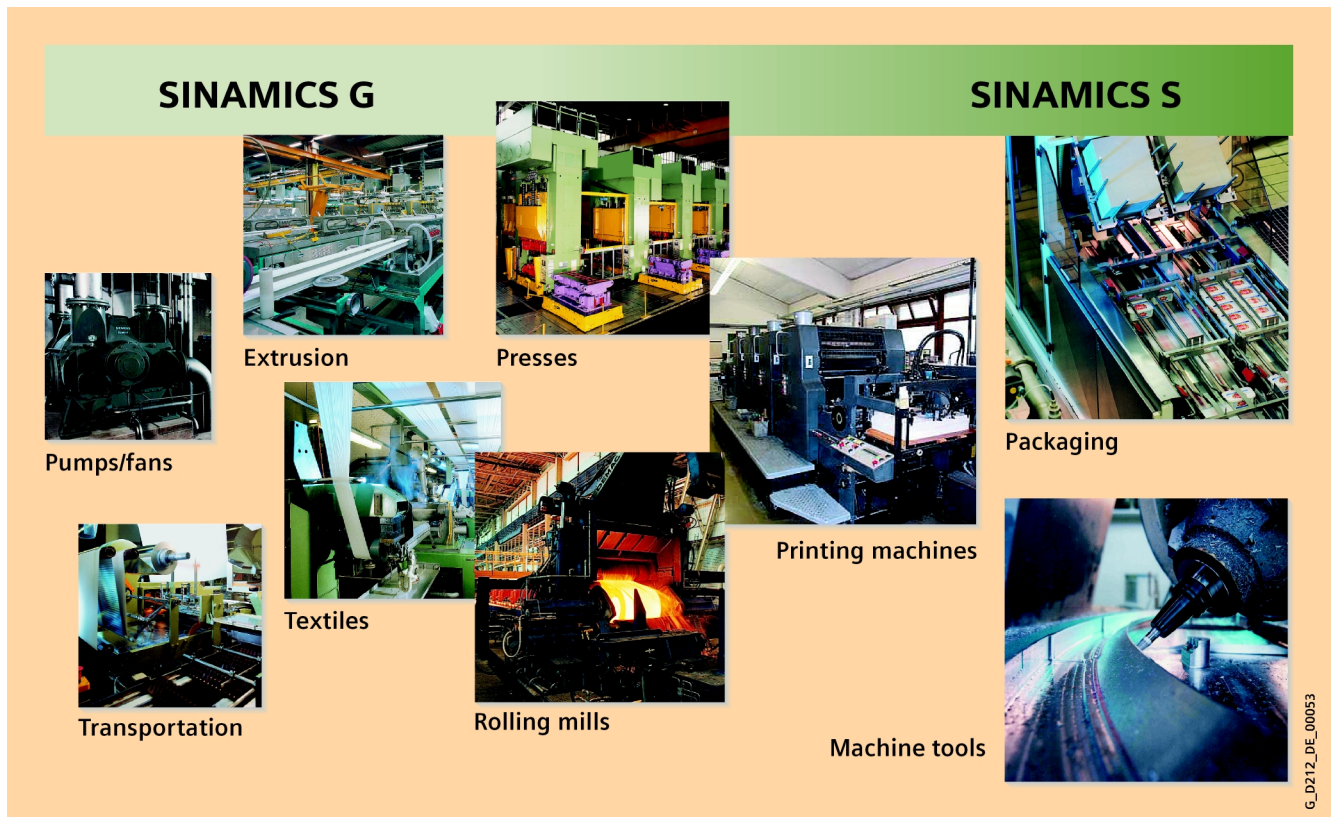 SINAMICS G
SINAMICS S
Extrusion
Presses
Pumps/fans
Packaging
Printing machines
Textiles
Rolling mills
Transportation
Machine tools
G_D212_DE_00053